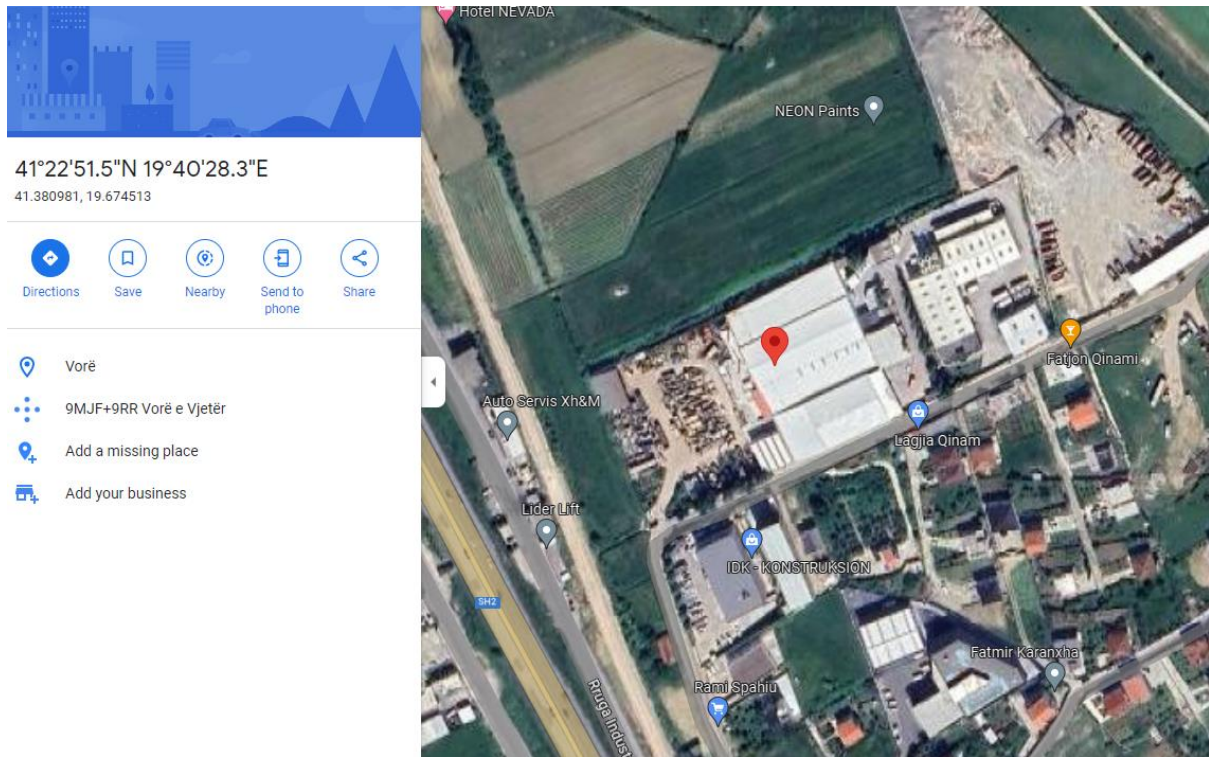 41°22'51.5"N 19°40'28.3"E
41.380981, 19.674513
Directions
Save
Nearby
Send to
phone
Share
Vorë
9MJF+9RR Vorë e Vjetër
Add a missing place
Add your business
Hotel NEVADA
NEON Paints
Fatjon Qinami
Auto Servis Xh&M
Lagjia Qinam
Lider Lift
IDK - KONSTRUKSION
SH2
Fatmir Karanxha
Rami Spahiu
Rruga Indust